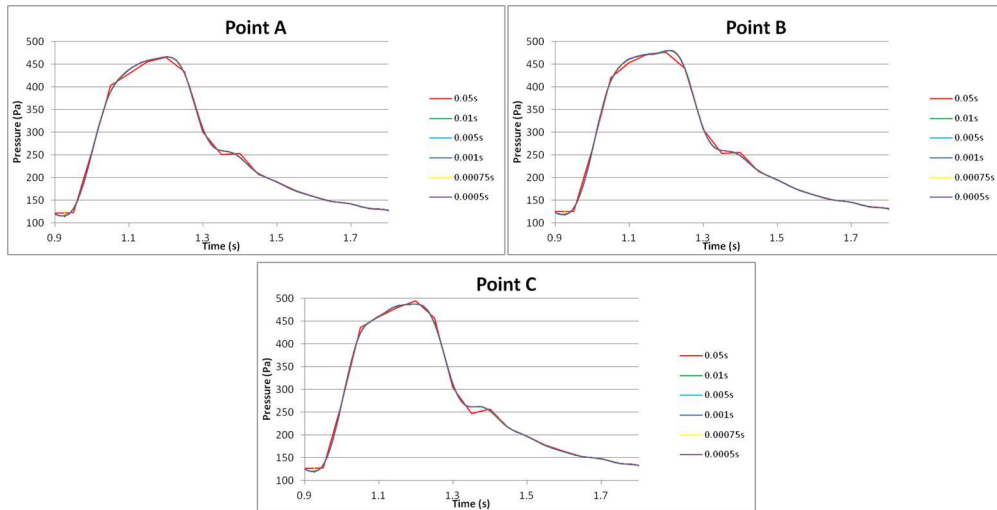 Point A
Pressure (Pa)
500
450
400
350
300
250
200
150
100
0.9
1.1
1.3
1.5
1.7
Time (s)
0.05s
0.01s
0.005s
0.001s
0.00075s
0.0005s
Point B
Pressure (Pa)
500
450
400
350
300
250
200
150
100
0.9
1.1
1.3
1.5
1.7
Time (s)
0.05s
0.01s
0.005s
0.001s
0.00075s
0.0005s
Point C
Pressure (Pa)
500
450
400
350
300
250
200
150
100
0.9
1.1
1.3
1.5
1.7
Time (s)
0.05s
0.01s
0.005s
0.001s
0.00075s
0.0005s